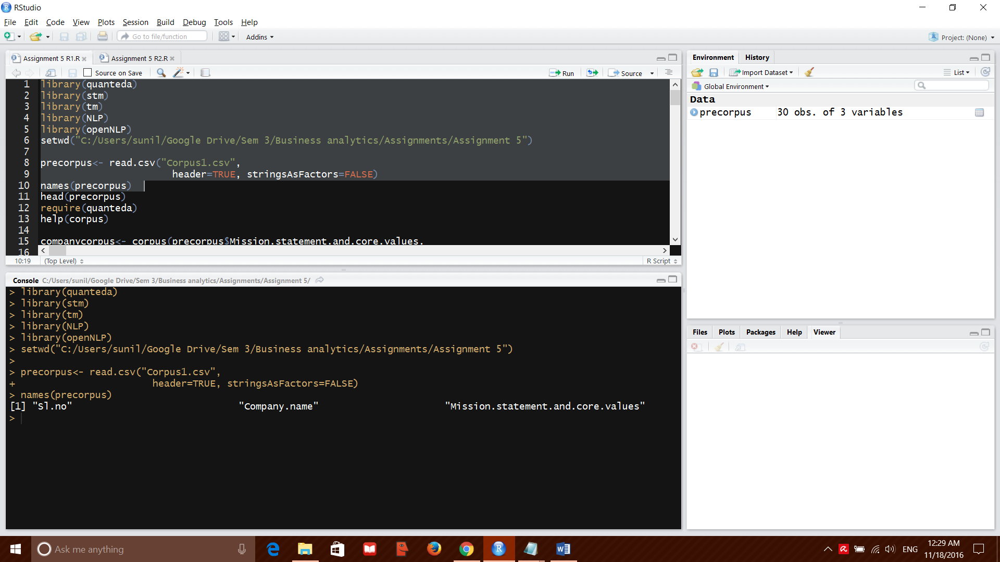 RStudio
File Edit Code View Plots Session Build Debug Tools Help
Go to file/function Addins Project: (None)
Assignment 5 R1.R Assignment 5 R2.R
Source on Save Run Source
1 library(quanteda)
2 library(stm)
3 library(tm)
4 library(NLP)
5 library(openNLP)
6 setwd("C:/Users/sunil/Google Drive/Sem 3/Business analytics/Assignments/Assignment 5")
7
8 precorpus<- read.csv("Corpus1.csv",
9 header=TRUE, stringsAsFactors=FALSE)
10 names(precorpus)
11 head(precorpus)
12 require(quanteda)
13 help(corpus)
14
15 companycorpus<- corpus(precorpus$Mission.statement.and.core.values,
16
10:19 (Top Level) R Script
Console C:/Users/sunil/Google Drive/Sem 3/Business analytics/Assignments/Assignment 5/
> library(quanteda)
> library(stm)
> library(tm)
> library(NLP)
> library(openNLP)
> setwd("C:/Users/sunil/Google Drive/Sem 3/Business analytics/Assignments/Assignment 5")
>
> precorpus<- read.csv("Corpus1.csv",
+ header=TRUE, stringsAsFactors=FALSE)
> names(precorpus)
[1] "Sl.no" "Company.name" "Mission.statement.and.core.values"
>
Environment History
Import Dataset List
Global Environment
Data
precorpus 30 obs. of 3 variables
Files Plots Packages Help Viewer
Ask me anything
ENG
12:29 AM
11/18/2016